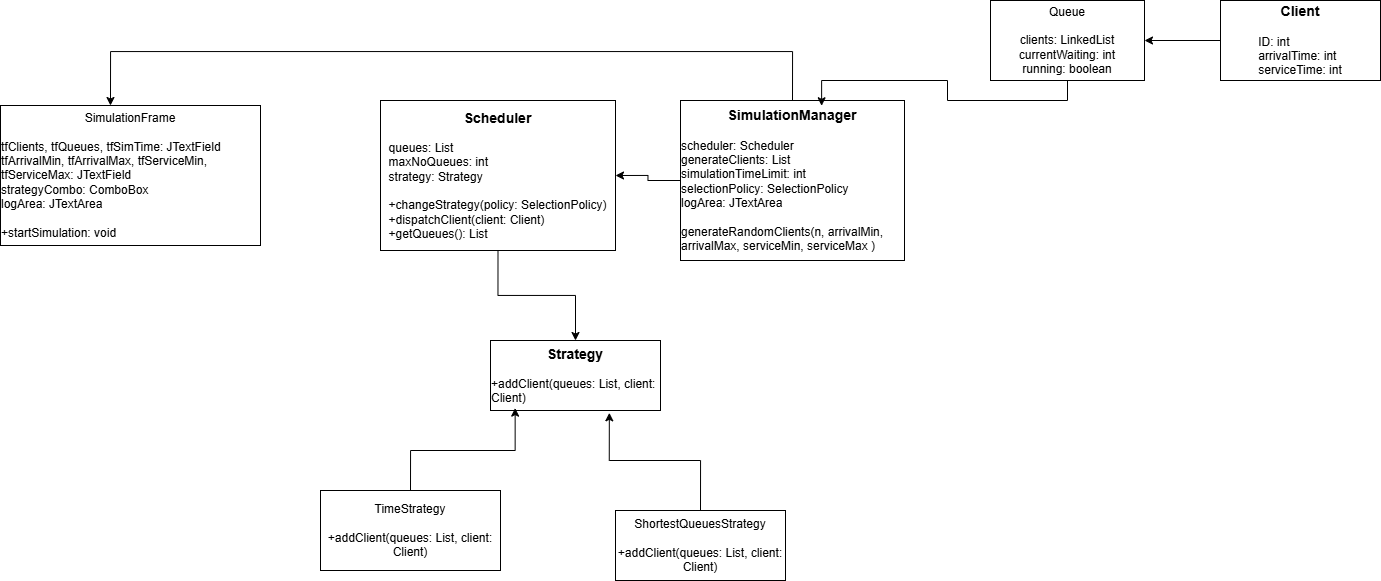 Queue
clients: LinkedList
currentWaiting: int
running: boolean
Client
ID: int
arrivalTime: int
serviceTime: int
SimulationFrame
tfClients, tfQueues, tfSimTime: JTextField
tfArrivalMin, tfArrivalMax, tfServiceMin,
tfServiceMax: JTextField
strategyCombo: ComboBox
logArea: JTextArea
+startSimulation: void
Scheduler
queues: List
maxNoQueues: int
strategy: Strategy
+changeStrategy(policy: SelectionPolicy)
+dispatchClient(client: Client)
+getQueues(): List
SimulationManager
scheduler: Scheduler
generateClients: List
simulationTimeLimit: int
selectionPolicy: SelectionPolicy
logArea: JTextArea
generateRandomClients(n, arrivalMin,
arrivalMax, serviceMin, serviceMax )
Strategy
+addClient(queues: List, client:
Client)
TimeStrategy
+addClient(queues: List, client:
Client)
ShortestQueuesStrategy
+addClient(queues: List, client:
Client)